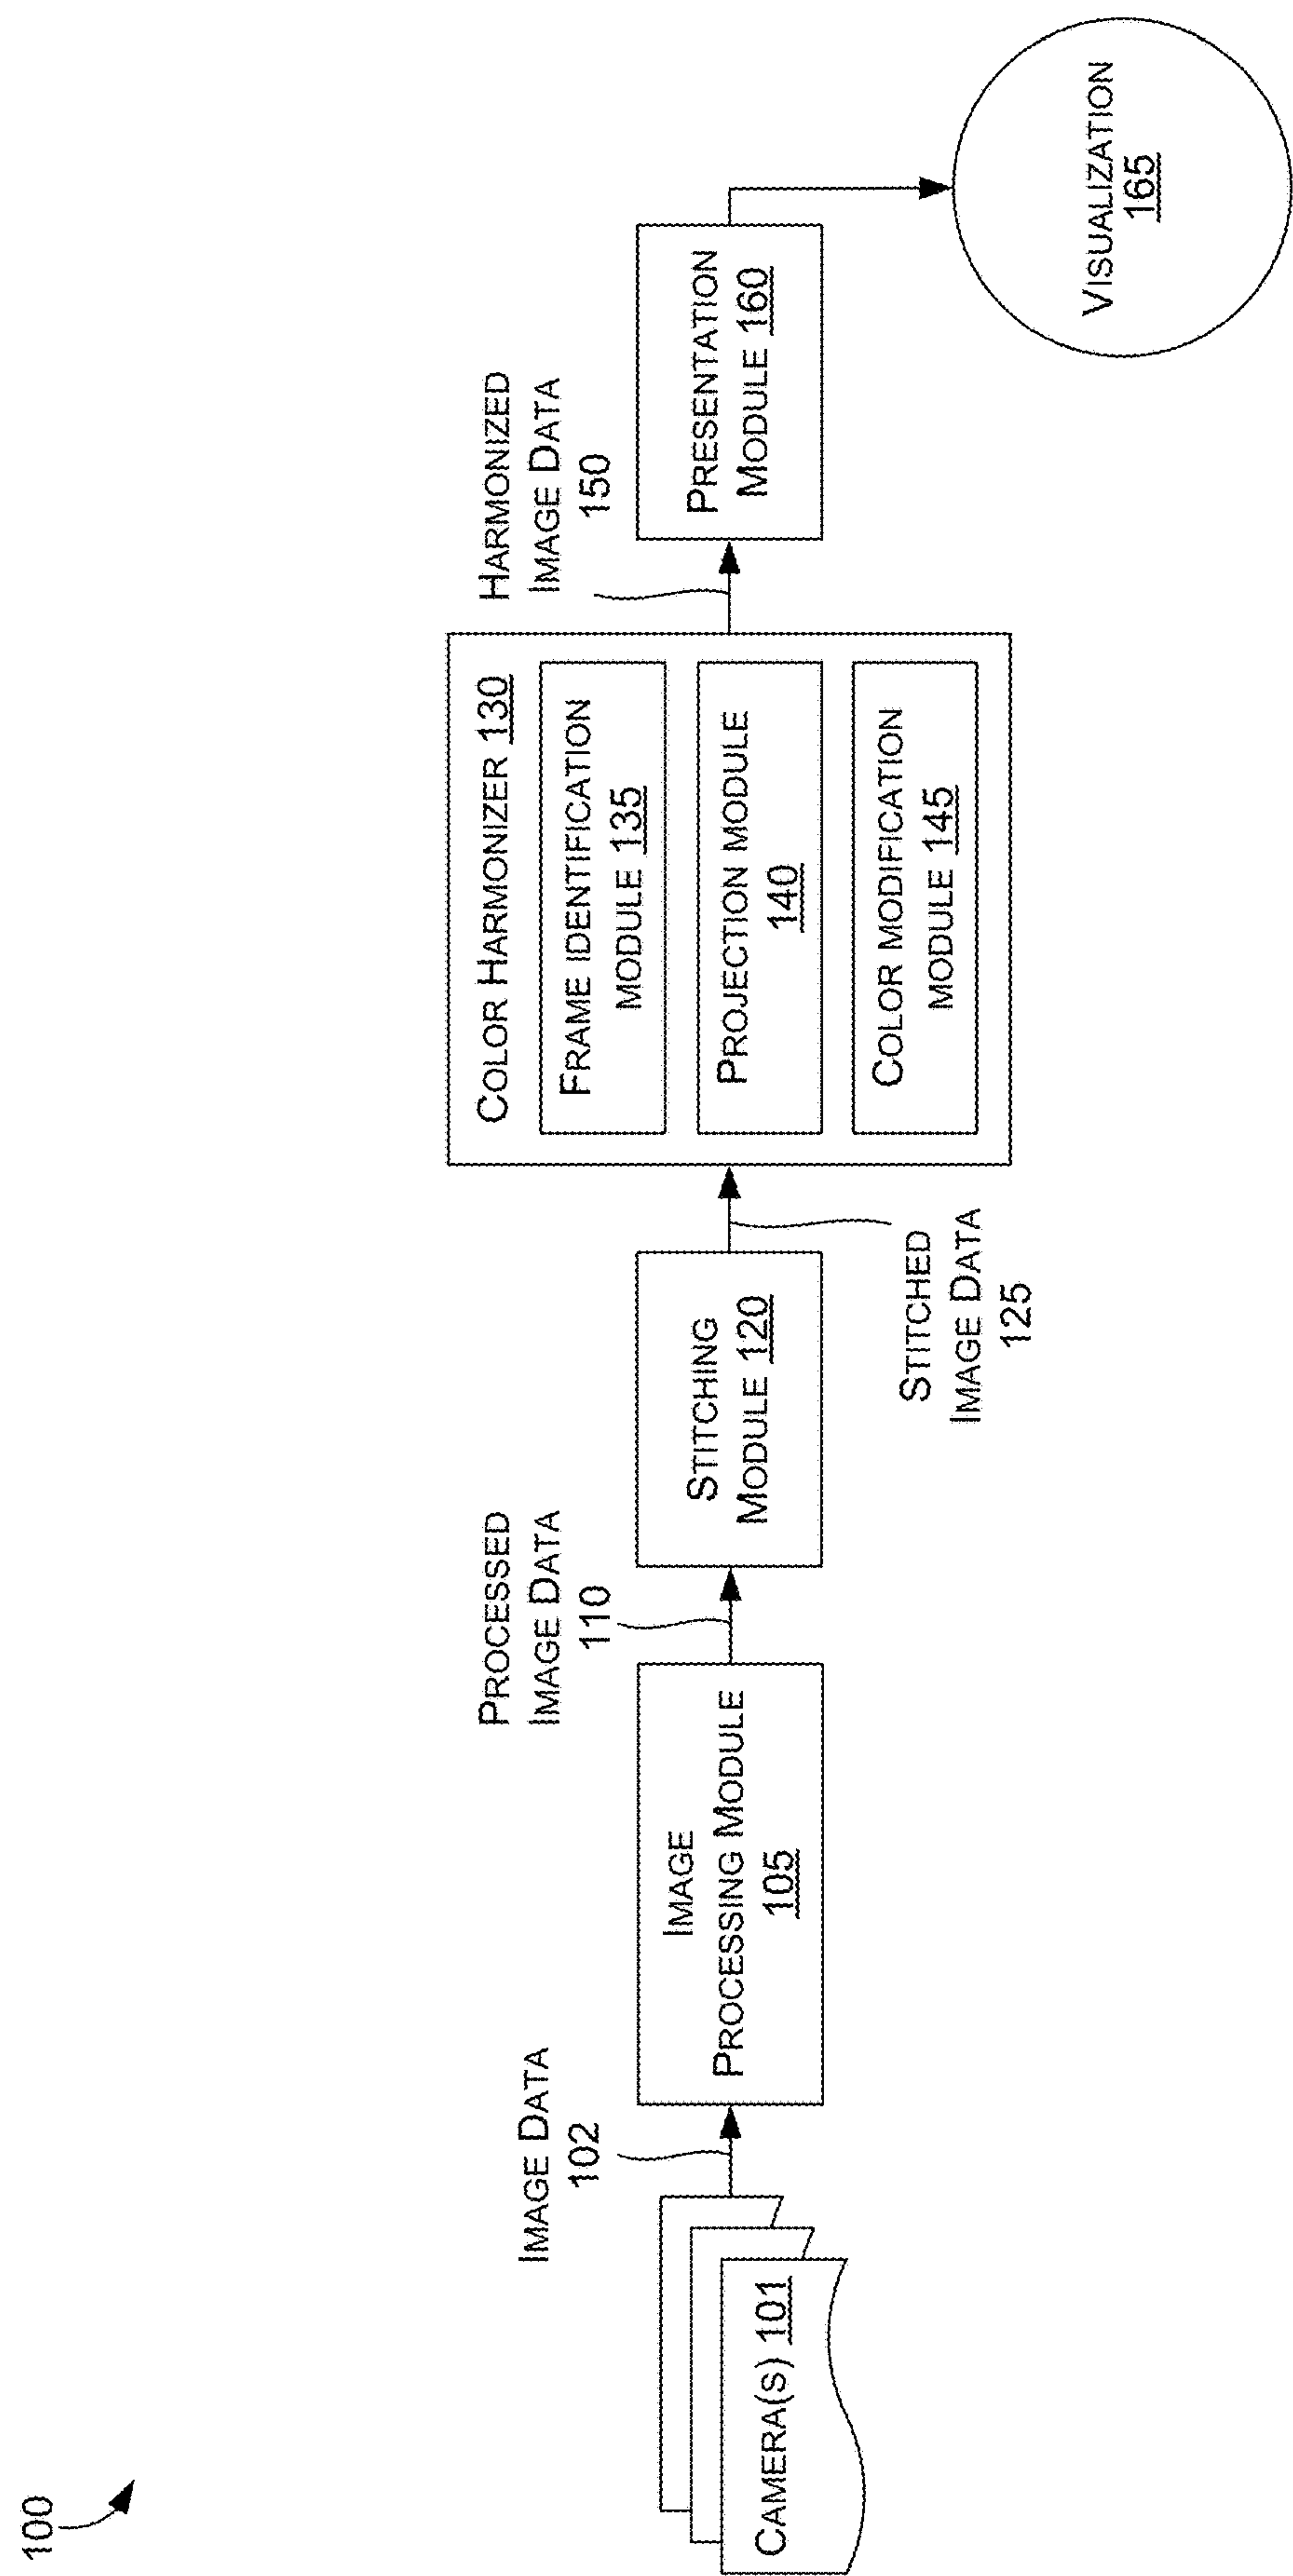 100
CAMERA(S) 101
IMAGE DATA
102
IMAGE
PROCESSING MODULE
105
PROCESSED
IMAGE DATA
110
STITCHING
MODULE 120
STITCHED
IMAGE DATA
125
COLOR HARMONIZER 130
FRAME IDENTIFICATION
MODULE 135
PROJECTION MODULE
140
COLOR MODIFICATION
MODULE 145
HARMONIZED
IMAGE DATA
150
PRESENTATION
MODULE 160
VISUALIZATION
165